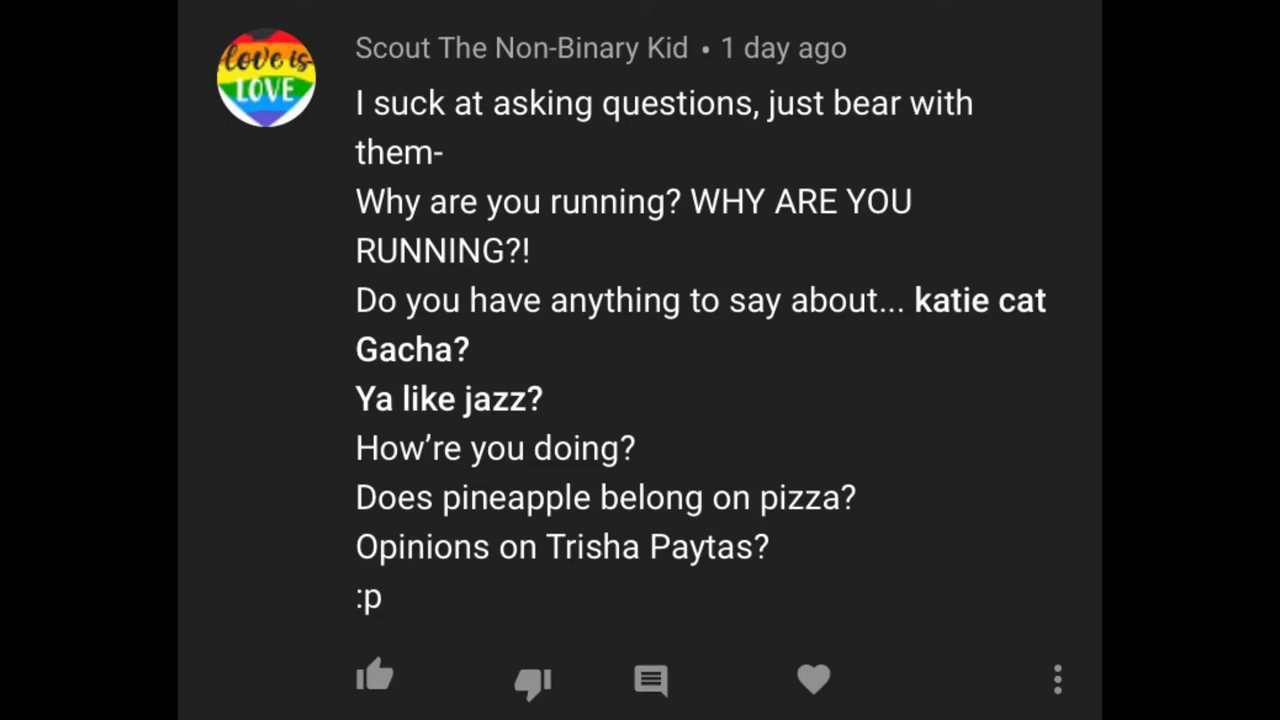 love is
LOVE
Scout The Non-Binary Kid • 1 day ago
I suck at asking questions, just bear with
them-
Why are you running? WHY ARE YOU
RUNNING?!
Do you have anything to say about... katie cat
Gacha?
Ya like jazz?
How’re you doing?
Does pineapple belong on pizza?
Opinions on Trisha Paytas?
:p